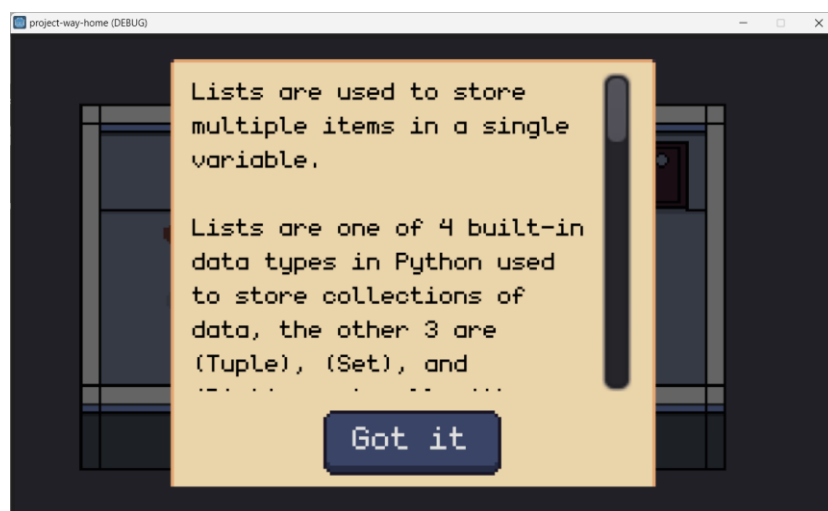 project-way-home (DEBUG)
Lists are used to store
multiple items in a single
variable.
Lists are one of 4 built-in
data types in Python used
to store collections of
data, the other 3 are
(Tuple), (Set), and
Got it